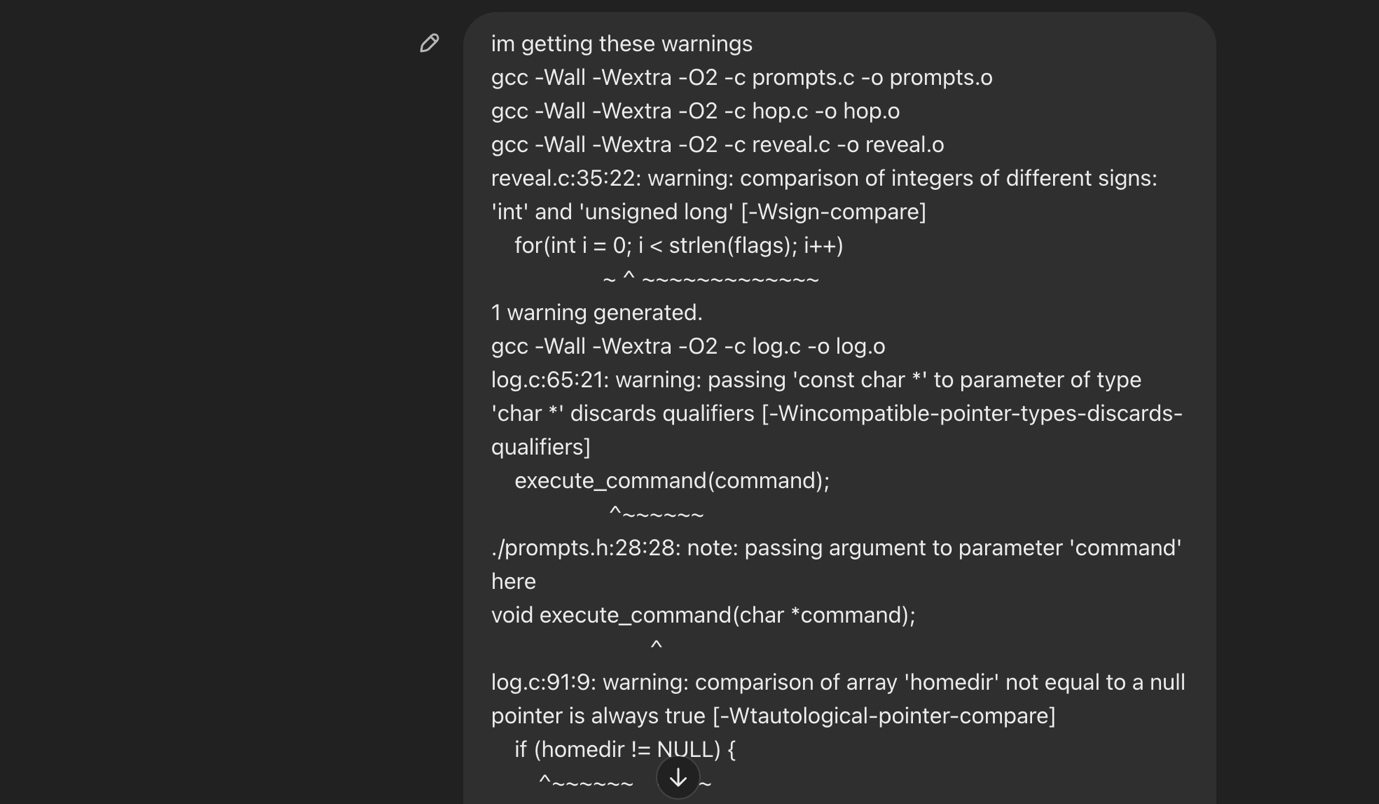 im getting these warnings
gcc -Wall -Wextra -O2 -c prompts.c -o prompts.o
gcc -Wall -Wextra -O2 -c hop.c -o hop.o
gcc -Wall -Wextra -O2 -c reveal.c -o reveal.o
reveal.c:35:22: warning: comparison of integers of different signs:
'int' and 'unsigned long' [-Wsign-compare]
    for(int i = 0; i < strlen(flags); i++)
                   ~ ^ ~~~~~~~~~~~~~
1 warning generated.
gcc -Wall -Wextra -O2 -c log.c -o log.o
log.c:65:21: warning: passing 'const char *' to parameter of type
'char *' discards qualifiers [-Wincompatible-pointer-types-discards-
qualifiers]
    execute_command(command);
                    ^~~~~~~
./prompts.h:28:28: note: passing argument to parameter 'command'
here
void execute_command(char *command);
                           ^
log.c:91:9: warning: comparison of array 'homedir' not equal to a null
pointer is always true [-Wtautological-pointer-compare]
    if (homedir != NULL) {
        ^~~~~~~    ~